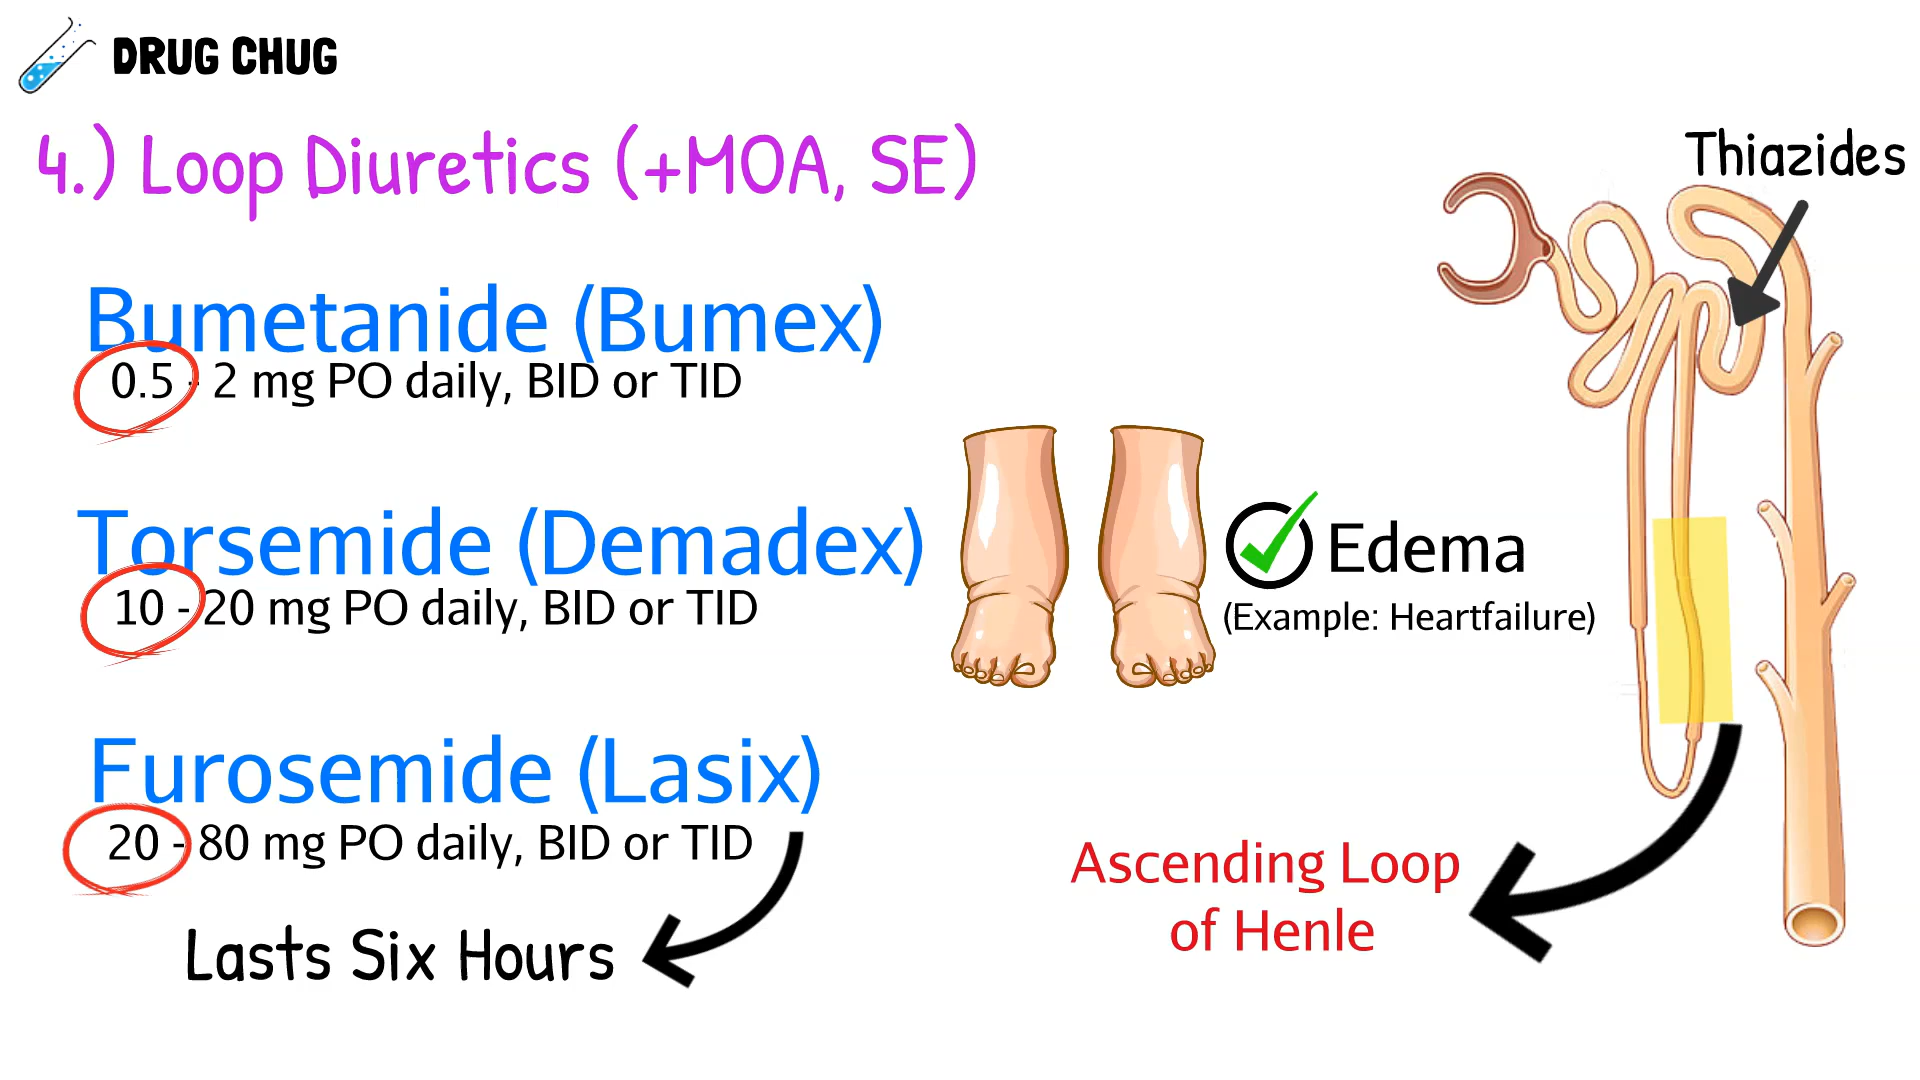 DRUG CHUG
4.) Loop Diuretics (+MOA, SE)
Thiazides
Bumetanide (Bumex)
0.5 - 2 mg PO daily, BID or TID
Torsemide (Demadex)
10 - 20 mg PO daily, BID or TID
Edema
(Example: Heartfailure)
Furosemide (Lasix)
20 - 80 mg PO daily, BID or TID
Lasts Six Hours
Ascending Loop
of Henle